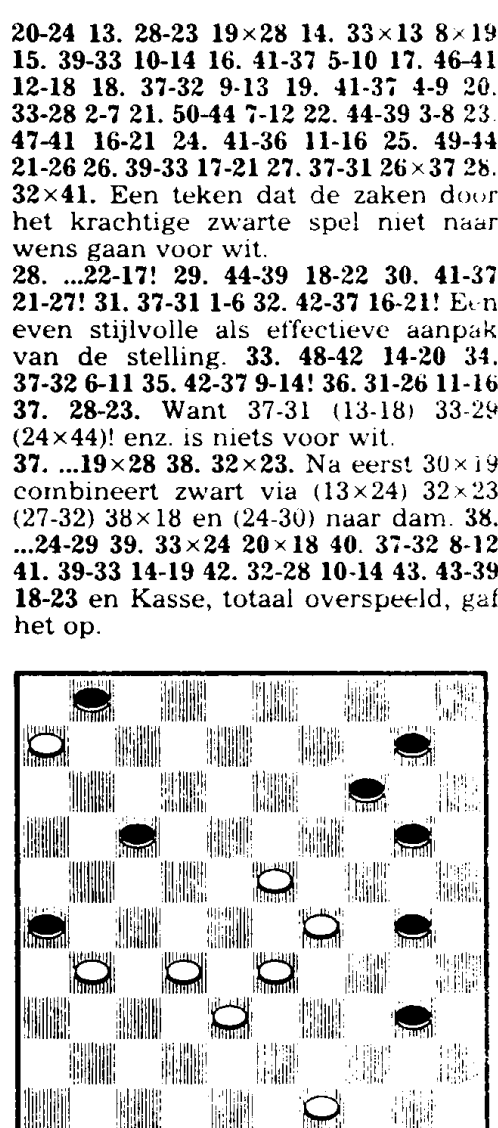 20-24 13. 28-23 19×28 14. 33×13 8×19
15. 39-33 10-14 16. 41-37 5-10 17. 46-41
12-18 18. 37-32 9-13 19. 41-37 4-9 20.
33-28 2-7 21. 50-44 7-12 22. 44-39 3-8 23.
47-41 16-21 24. 41-36 11-16 25. 49-44
21-26 26. 39-33 17-21 27. 37-31 26×37 28.
32×41. Een teken dat de zaken door
het krachtige zwarte spel niet naar
wens gaan voor wit.
28. ...22-17! 29. 44-39 18-22 30. 41-37
21-27! 31. 37-31 1-6 32. 42-37 16-21! Een
even stijlvolle als effectieve aanpak
van de stelling. 33. 48-42 14-20 34.
37-32 6-11 35. 42-37 9-14! 36. 31-26 11-16
37. 28-23. Want 37-31 (13-18) 33-29
(24×44)! enz. is niets voor wit.
37. ...19×28 38. 32×23. Na eerst 30×19
combineert zwart via (13×24) 32×23
(27-32) 38×18 en (24-30) naar dam. 38.
...24-29 39. 33×24 20×18 40. 37-32 8-12
41. 39-33 14-19 42. 32-28 10-14 43. 43-39
18-23 en Kasse, totaal overspeeld, gaf
het op.